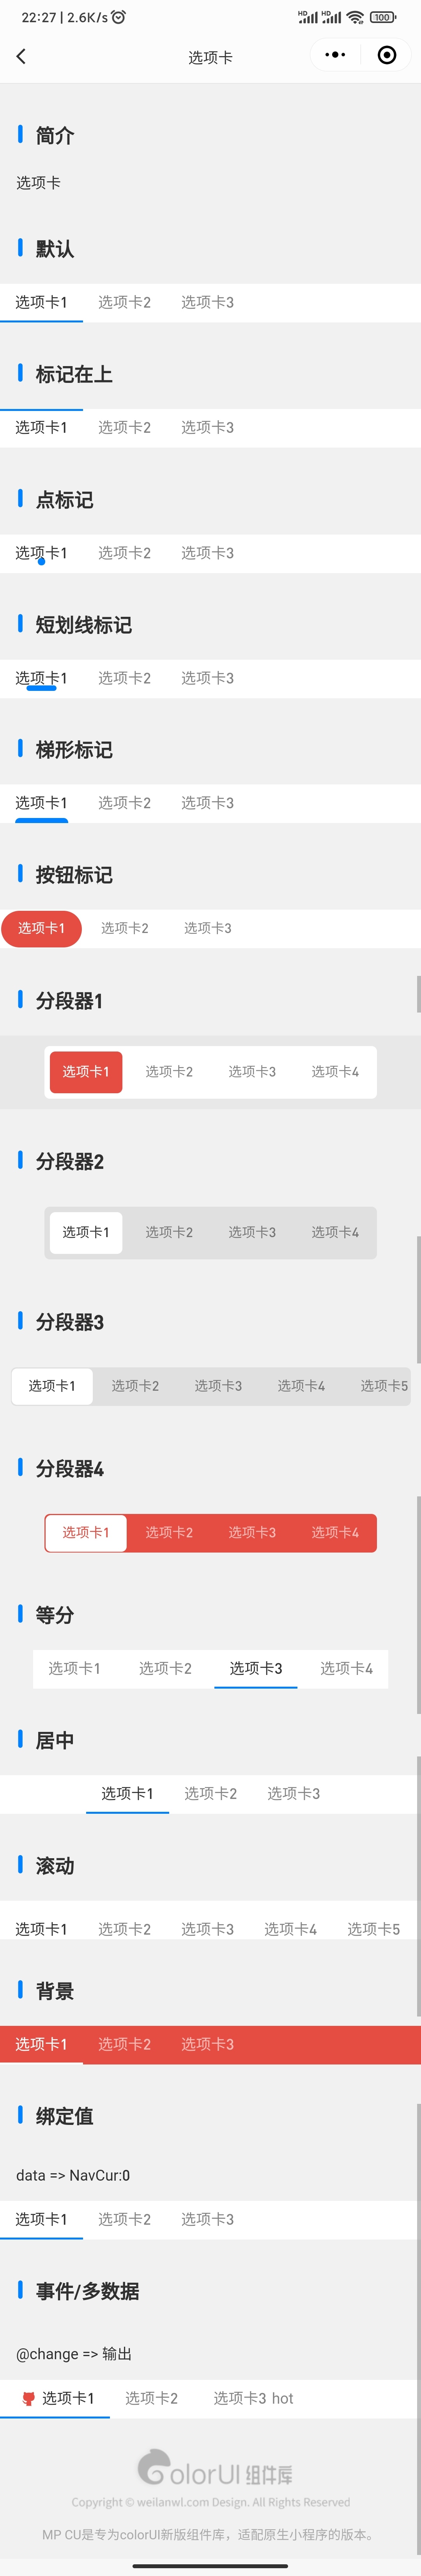 22:27 | 2.6K/s
HD HD 100
选项卡
简介
选项卡
默认
选项卡1 选项卡2 选项卡3
标记在上
选项卡1 选项卡2 选项卡3
点标记
选项卡1 选项卡2 选项卡3
短划线标记
选项卡1 选项卡2 选项卡3
梯形标记
选项卡1 选项卡2 选项卡3
按钮标记
选项卡1 选项卡2 选项卡3
分段器1
选项卡1 选项卡2 选项卡3 选项卡4
分段器2
选项卡1 选项卡2 选项卡3 选项卡4
分段器3
选项卡1 选项卡2 选项卡3 选项卡4 选项卡5
分段器4
选项卡1 选项卡2 选项卡3 选项卡4
等分
选项卡1 选项卡2 选项卡3 选项卡4
居中
选项卡1 选项卡2 选项卡3
滚动
选项卡1 选项卡2 选项卡3 选项卡4 选项卡5
背景
选项卡1 选项卡2 选项卡3
绑定值
data => NavCur:0
选项卡1 选项卡2 选项卡3
事件/多数据
@change => 输出
选项卡1 选项卡2 选项卡3 hot
ColorUI 组件库
Copyright © weilanwl.com Design. All Rights Reserved
MP CU是专为colorUI新版组件库，适配原生小程序的版本。